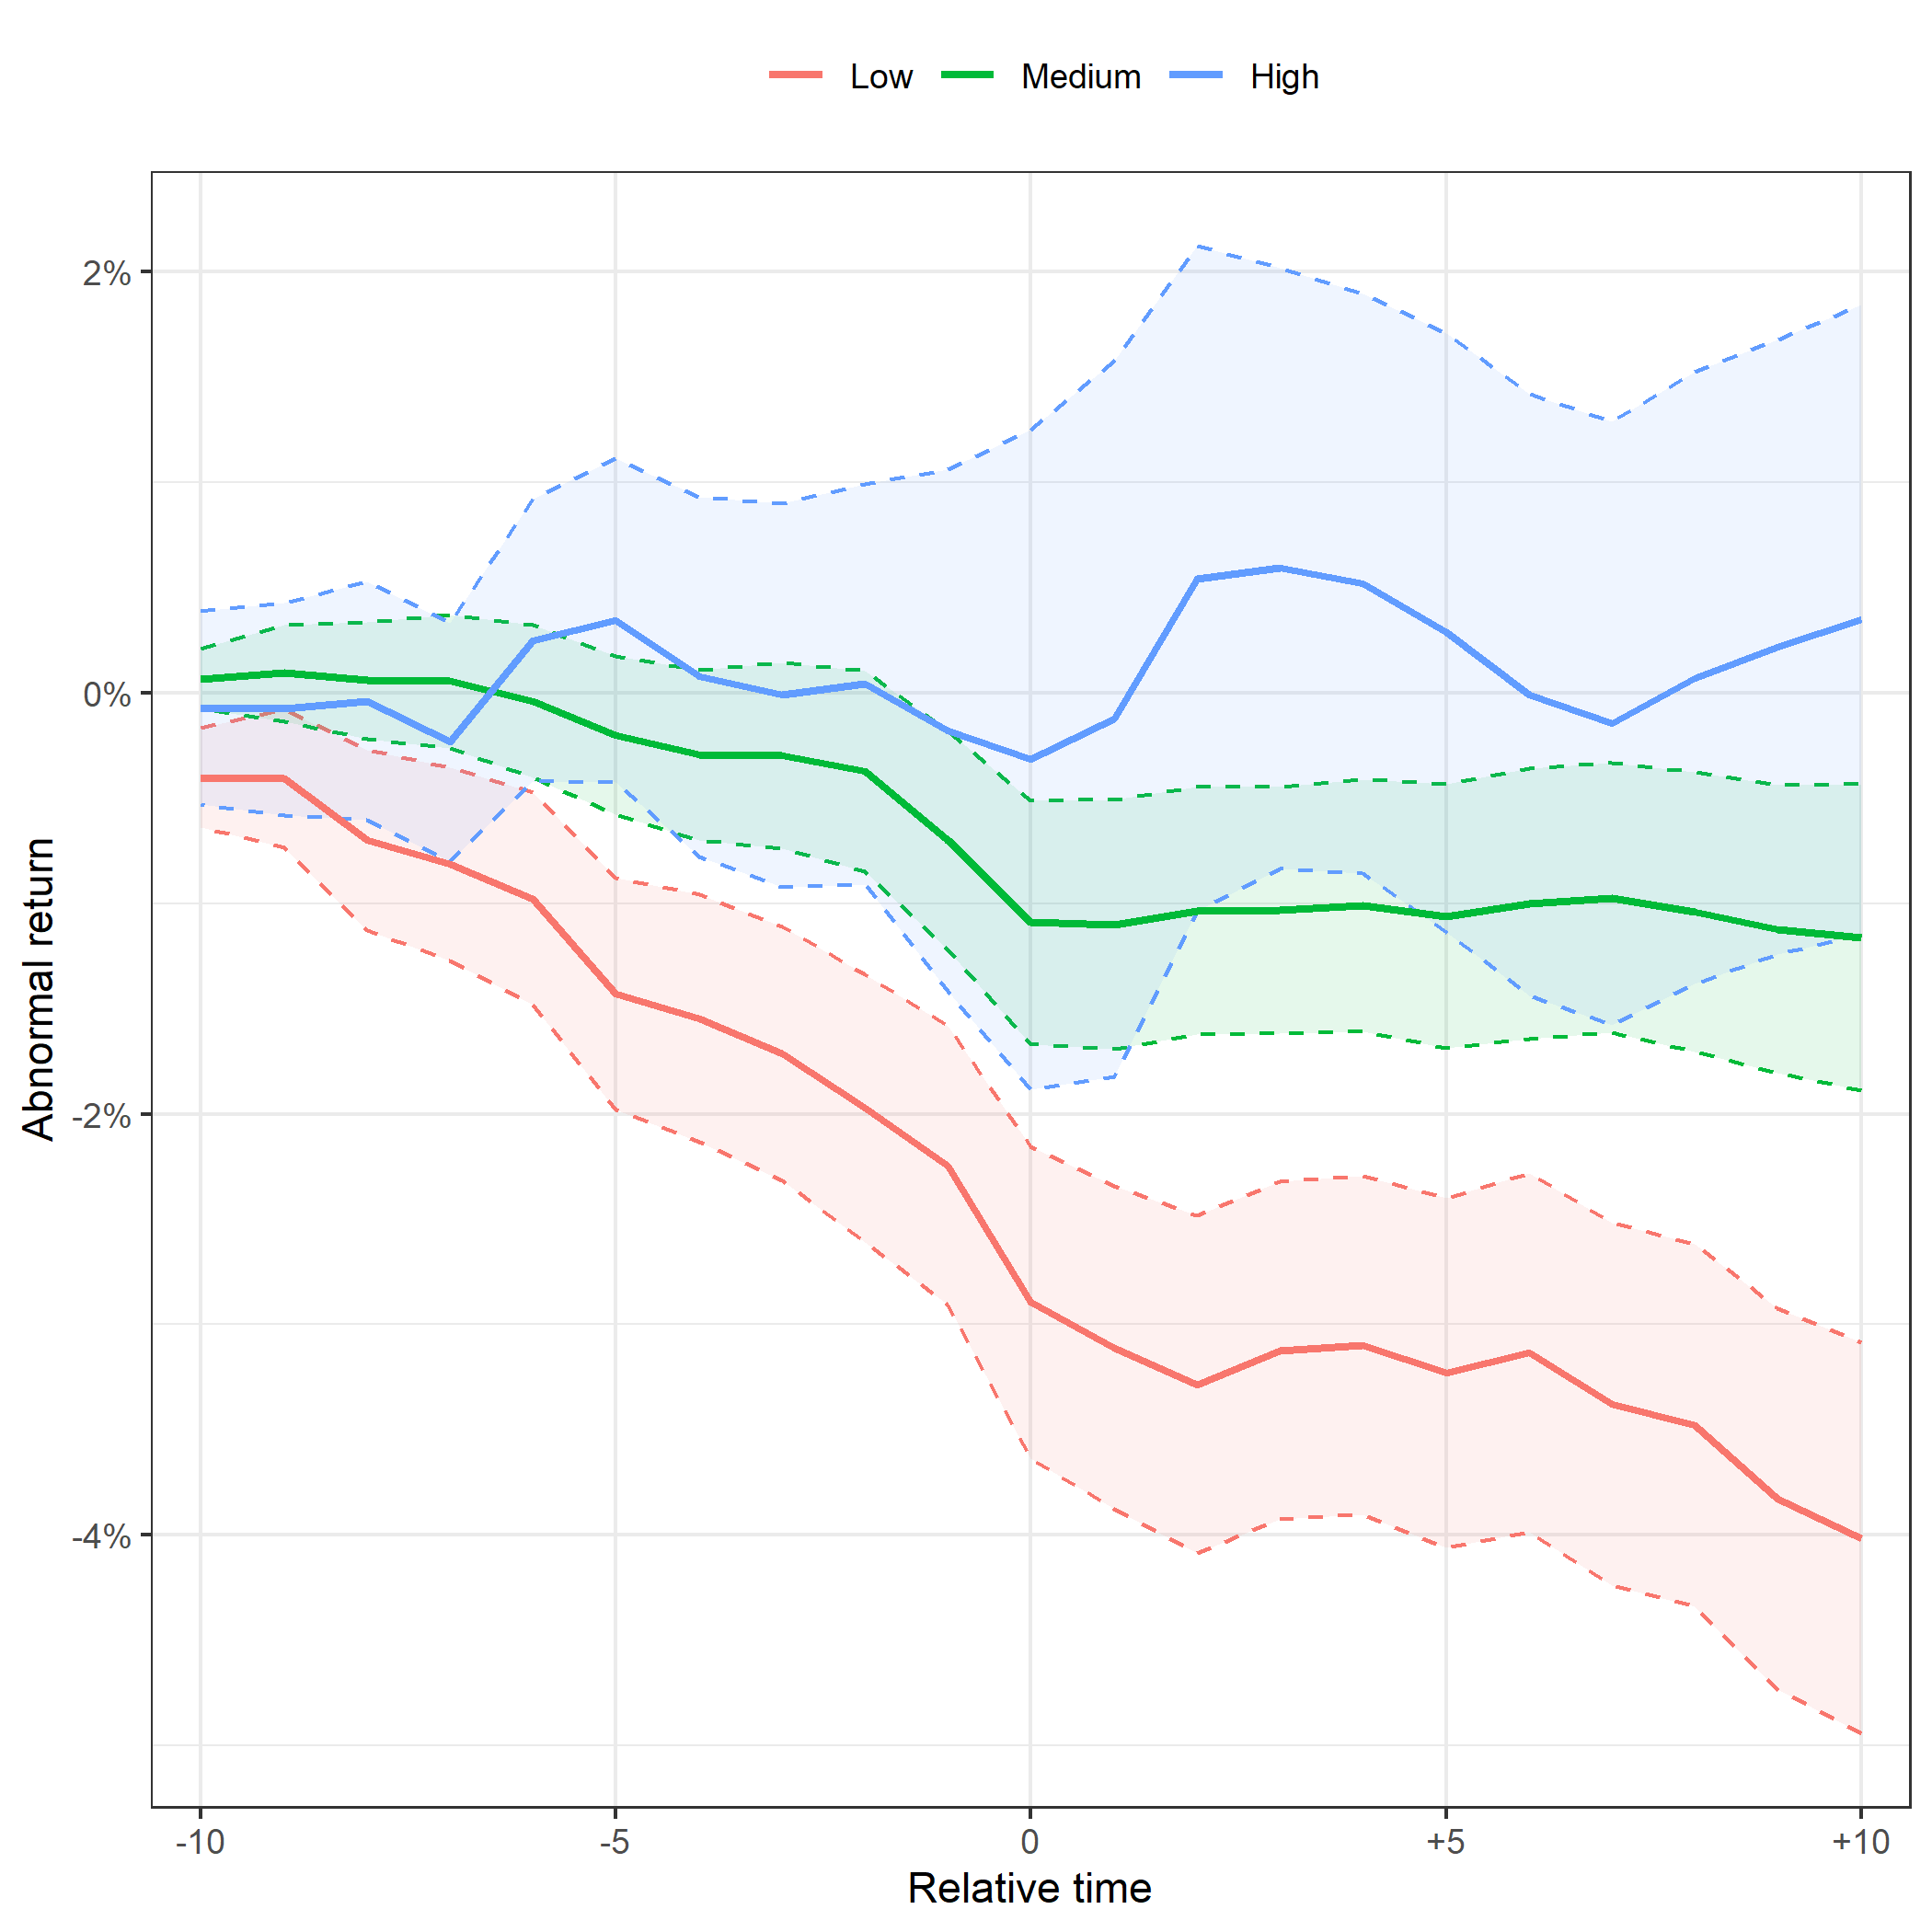 Low Medium High
Abnormal return
2%
0%
-2%
-4%
-10 -5 0 +5 +10
Relative time